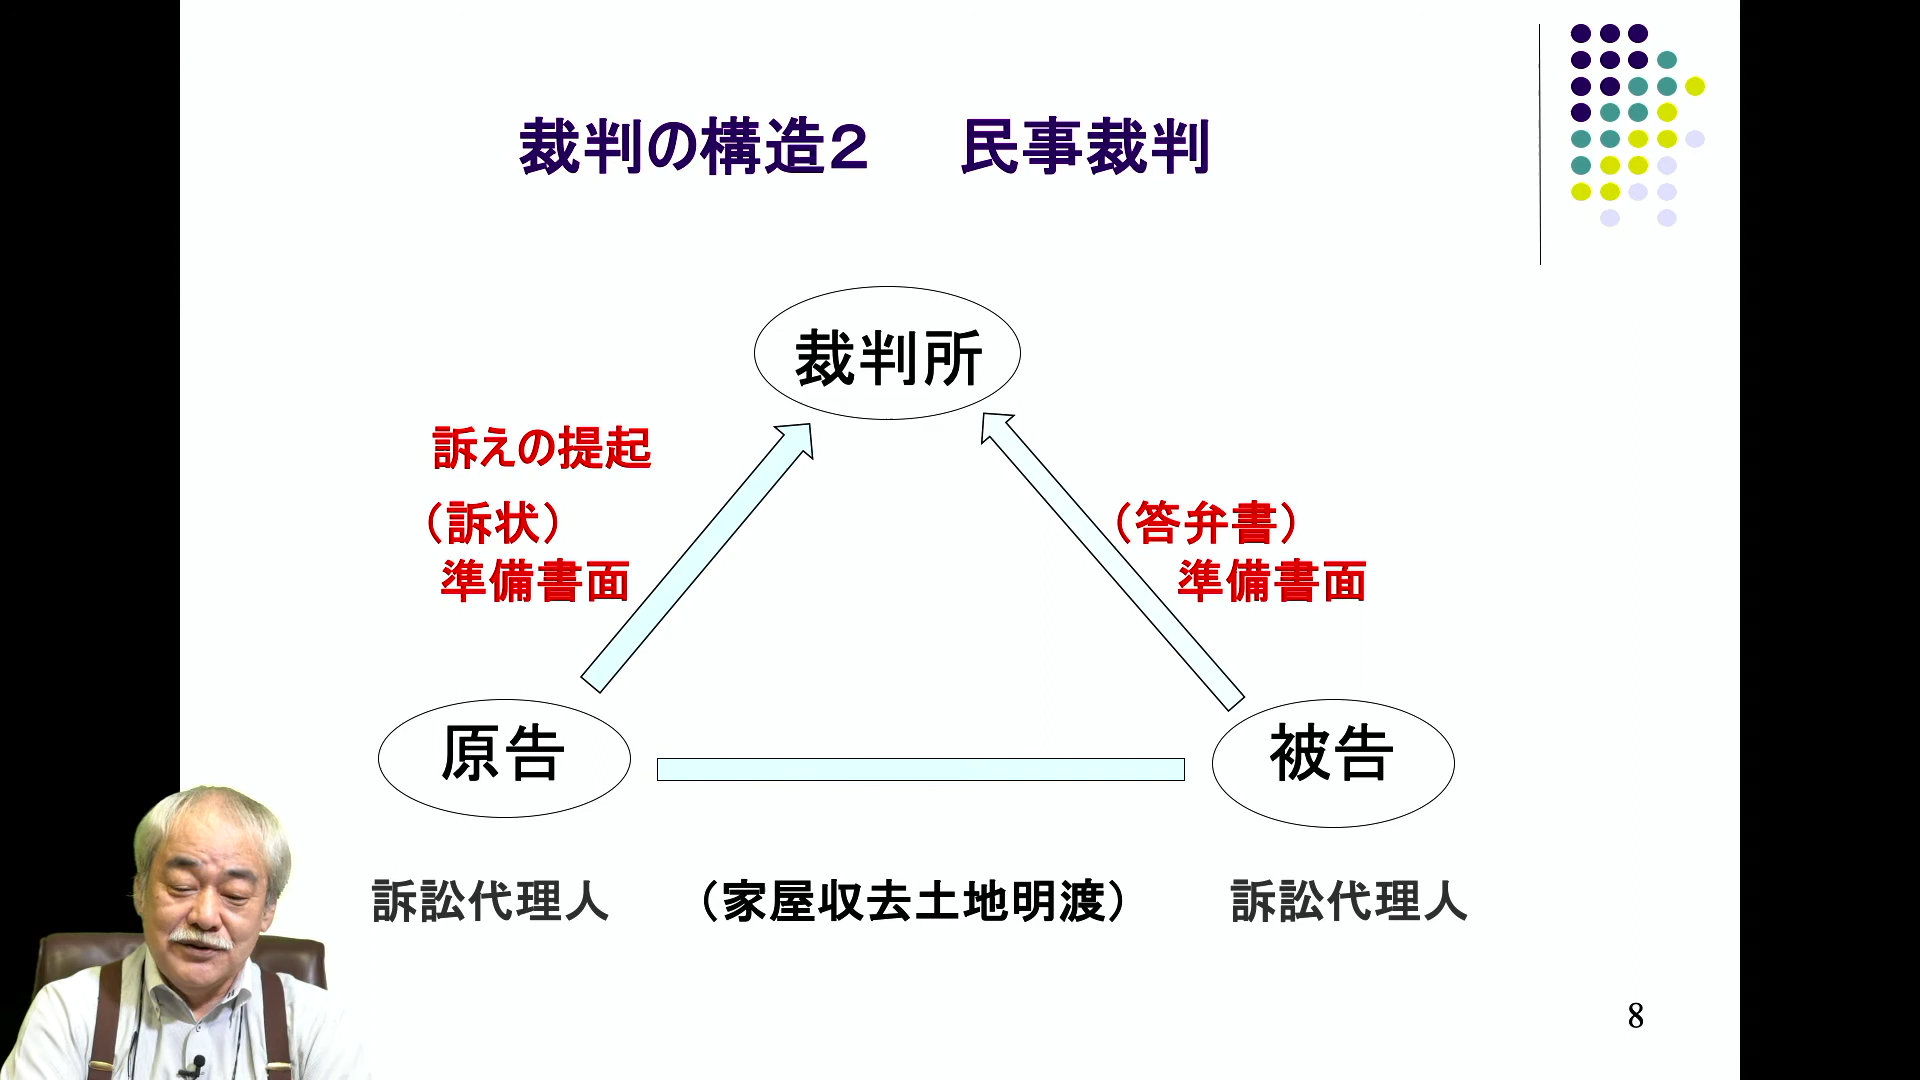 裁判の構造２　民事裁判
裁判所
訴えの提起
（訴状）
準備書面
（答弁書）
準備書面
原告
被告
訴訟代理人
（家屋収去土地明渡）
訴訟代理人
8